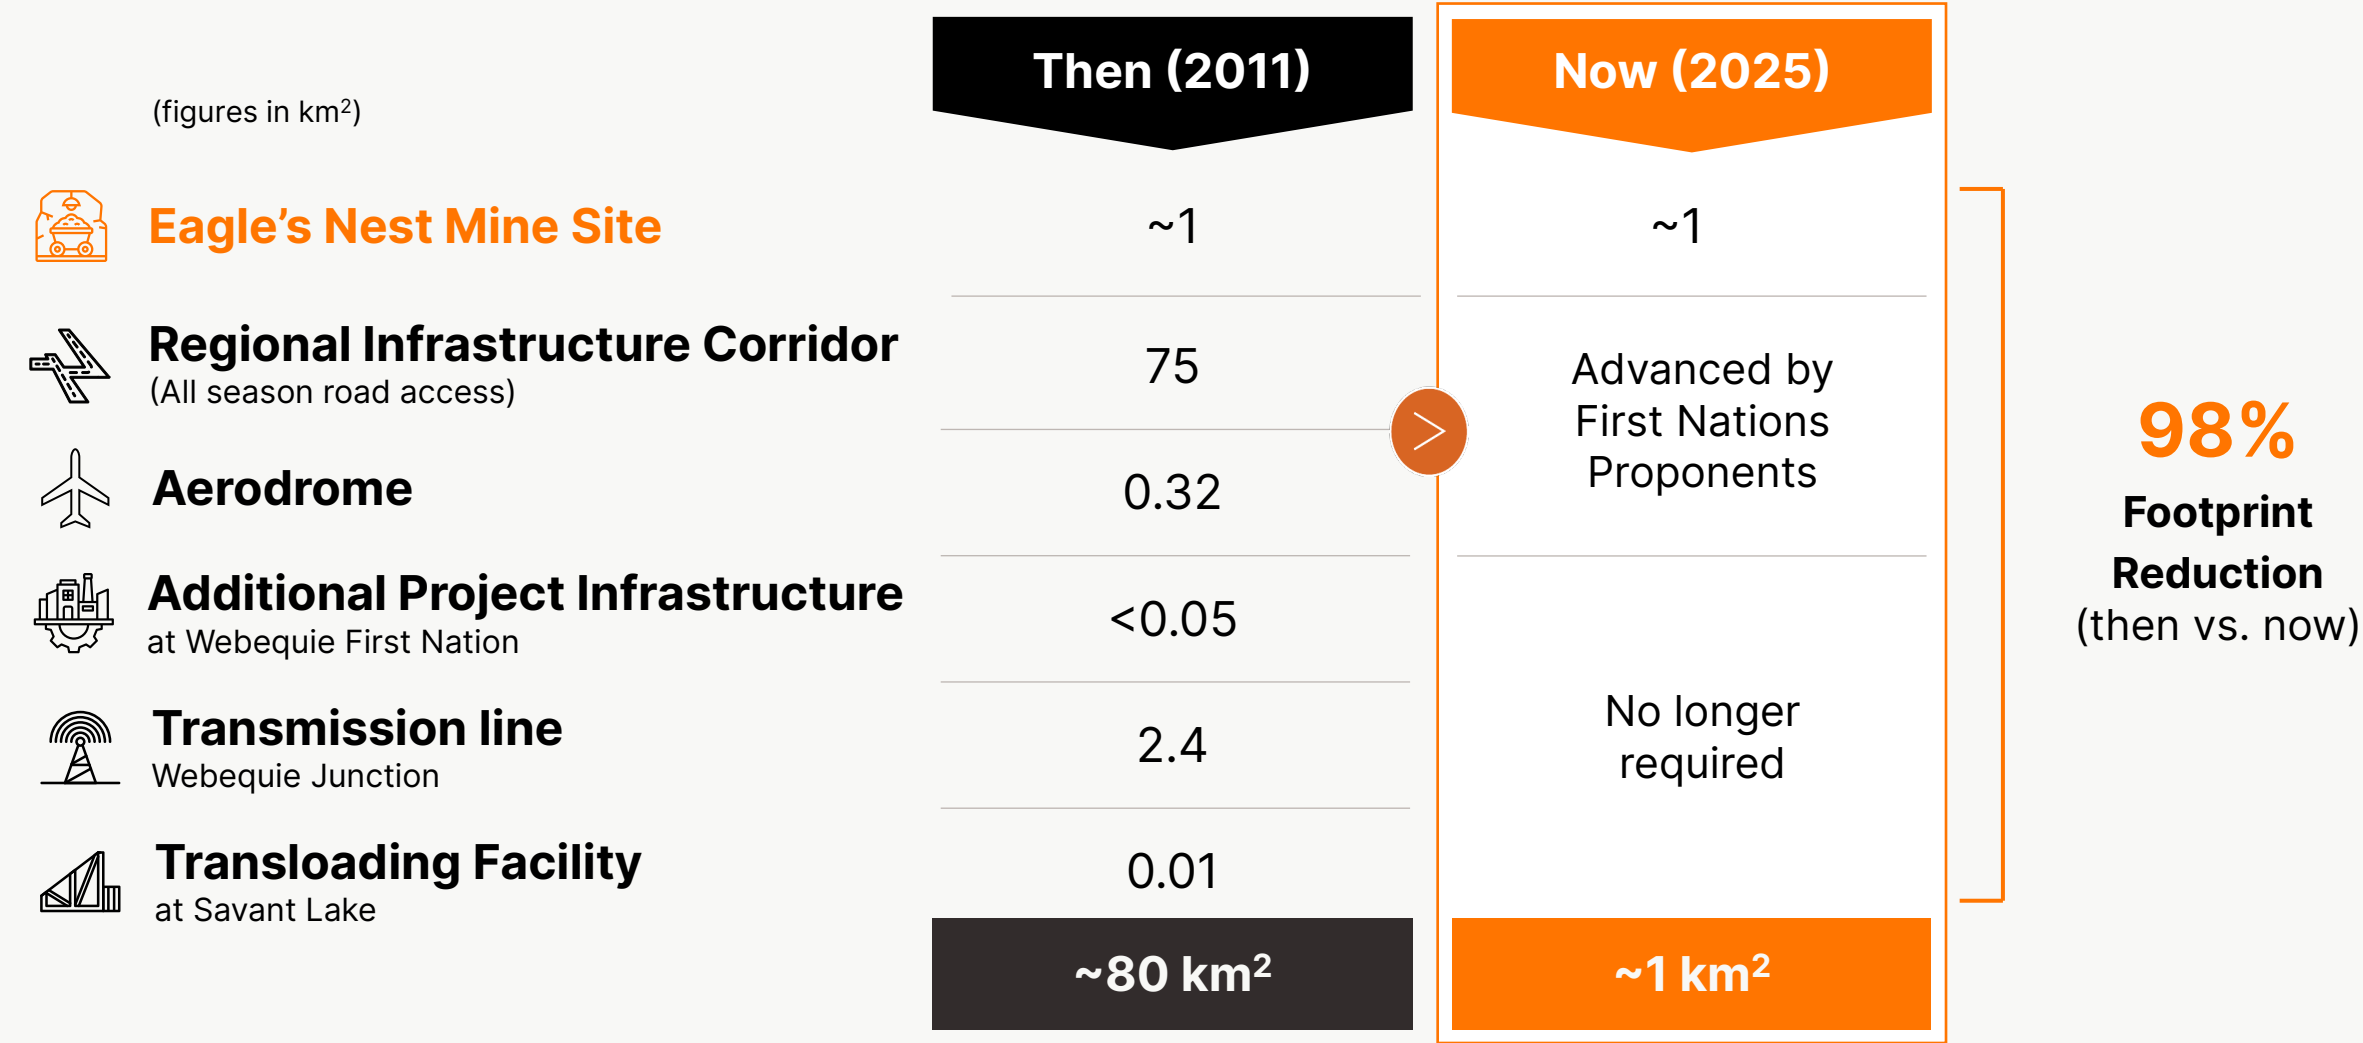 Then (2011)
Now (2025)
(figures in km²)
Eagle’s Nest Mine Site
~1
~1
Regional Infrastructure Corridor
(All season road access)
75
Advanced by
First Nations
Proponents
>
Aerodrome
0.32
Additional Project Infrastructure
at Webequie First Nation
<0.05
Transmission line
Webequie Junction
2.4
No longer
required
Transloading Facility
at Savant Lake
0.01
~80 km²
~1 km²
98%
Footprint
Reduction
(then vs. now)